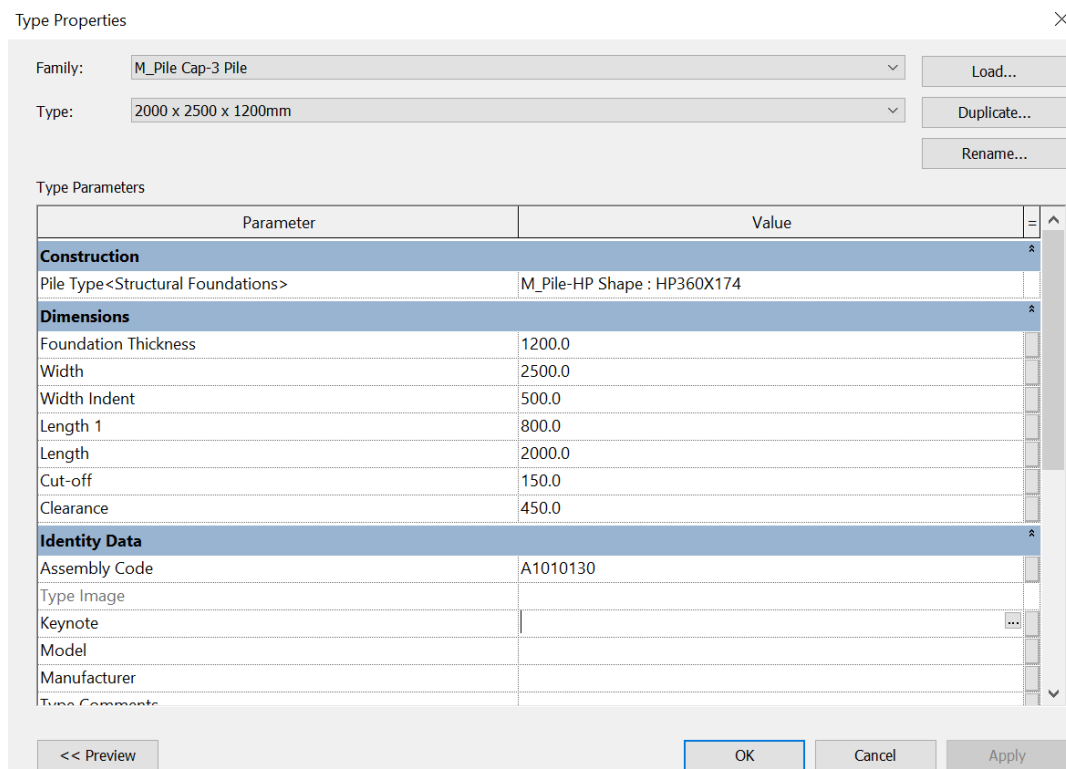 Type Properties
Family: M_Pile Cap-3 Pile Load...
Type: 2000 x 2500 x 1200mm Duplicate...
Rename...
Type Parameters
Parameter Value =
Construction
Pile Type<Structural Foundations> M_Pile-HP Shape : HP360X174
Dimensions
Foundation Thickness 1200.0
Width 2500.0
Width Indent 500.0
Length 1 800.0
Length 2000.0
Cut-off 150.0
Clearance 450.0
Identity Data
Assembly Code A1010130
Type Image
Keynote ...
Model
Manufacturer
Type Comments
<< Preview OK Cancel Apply